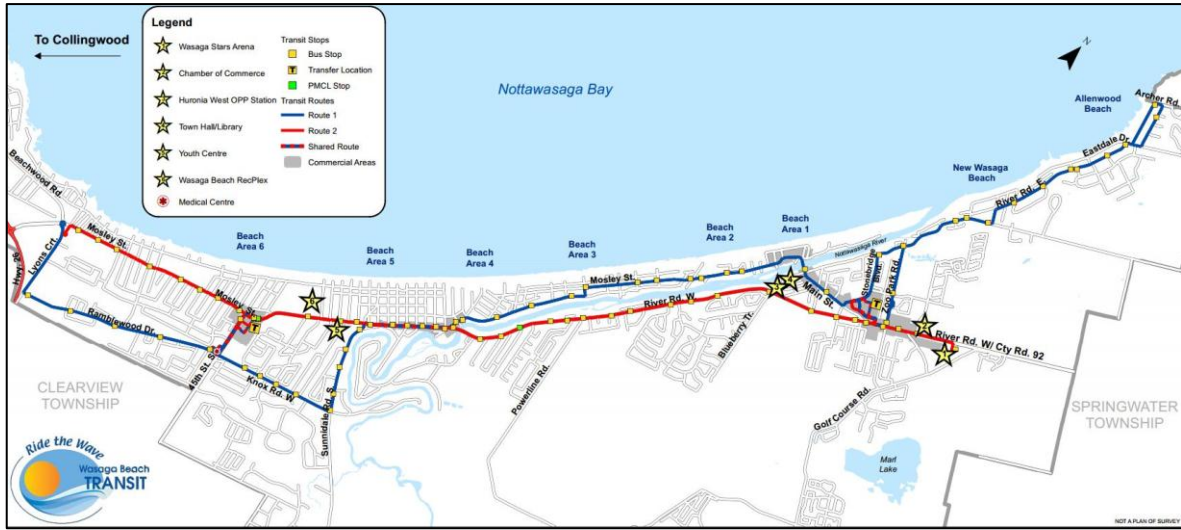 To Collingwood
Legend
Wasaga Stars Arena
Chamber of Commerce
Huronia West OPP Station
Town Hall/Library
Youth Centre
Wasaga Beach RecPlex
Medical Centre
Transit Stops
Bus Stop
T Transfer Location
PMCL Stop
Transit Routes
Route 1
Route 2
Shared Route
Commercial Areas
Nottawasaga Bay
N
Allenwood
Beach
Archer Rd.
Eastdale Dr.
New Wasaga
Beach
River Rd. E.
Beachwood Rd.
Mosley St.
Lyons Crt.
Hwy. 26
Beach
Area 6
Beach
Area 5
Beach
Area 4
Beach
Area 3
Beach
Area 2
Beach
Area 1
Mosley St.
Mosley St.
Nottawasaga River
Main St.
Stonebridge
Blvd.
Zoo Park Rd.
T
T
River Rd. W
River Rd. W/ Cty Rd. 92
Ramblewood Dr.
45th St. S
Knox Rd. W
Sunnidale Rd. S
Powerline Rd.
Blueberry Tr.
Golf Course Rd.
Marl
Lake
CLEARVIEW
TOWNSHIP
SPRINGWATER
TOWNSHIP
Ride the Wave
Wasaga Beach
TRANSIT
NOT A PLAN OF SURVEY